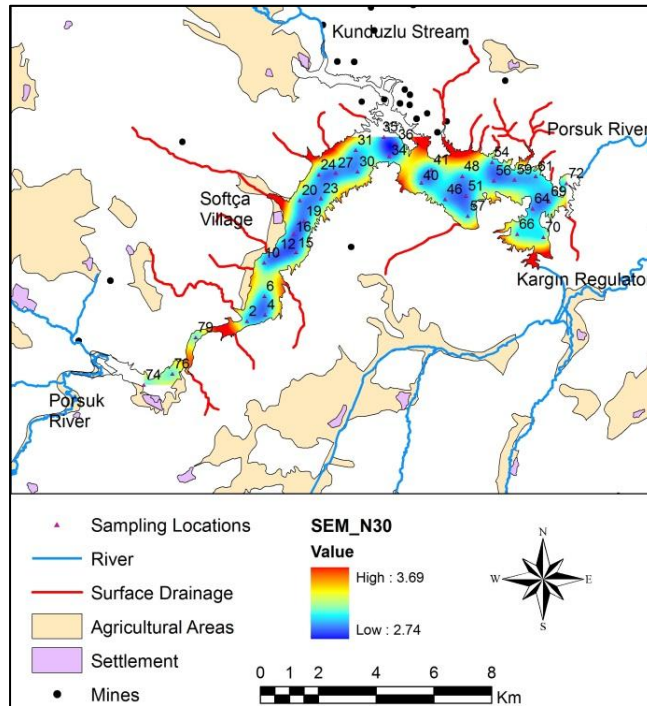 Kunduzlu Stream
Porsuk River
35
36
31
34
24 27 30
41
40
48
54
56 59 61
72
46 51
57
64 69
66
70
20
23
19
16
12 15
10
Softça
Village
Kargın Regulator
6
4
2
79
76
74
Porsuk
River
Sampling Locations
River
Surface Drainage
Agricultural Areas
Settlement
Mines
SEM_N30
Value
High : 3.69
Low : 2.74
N
W
E
S
0 1 2 4 6 8
Km